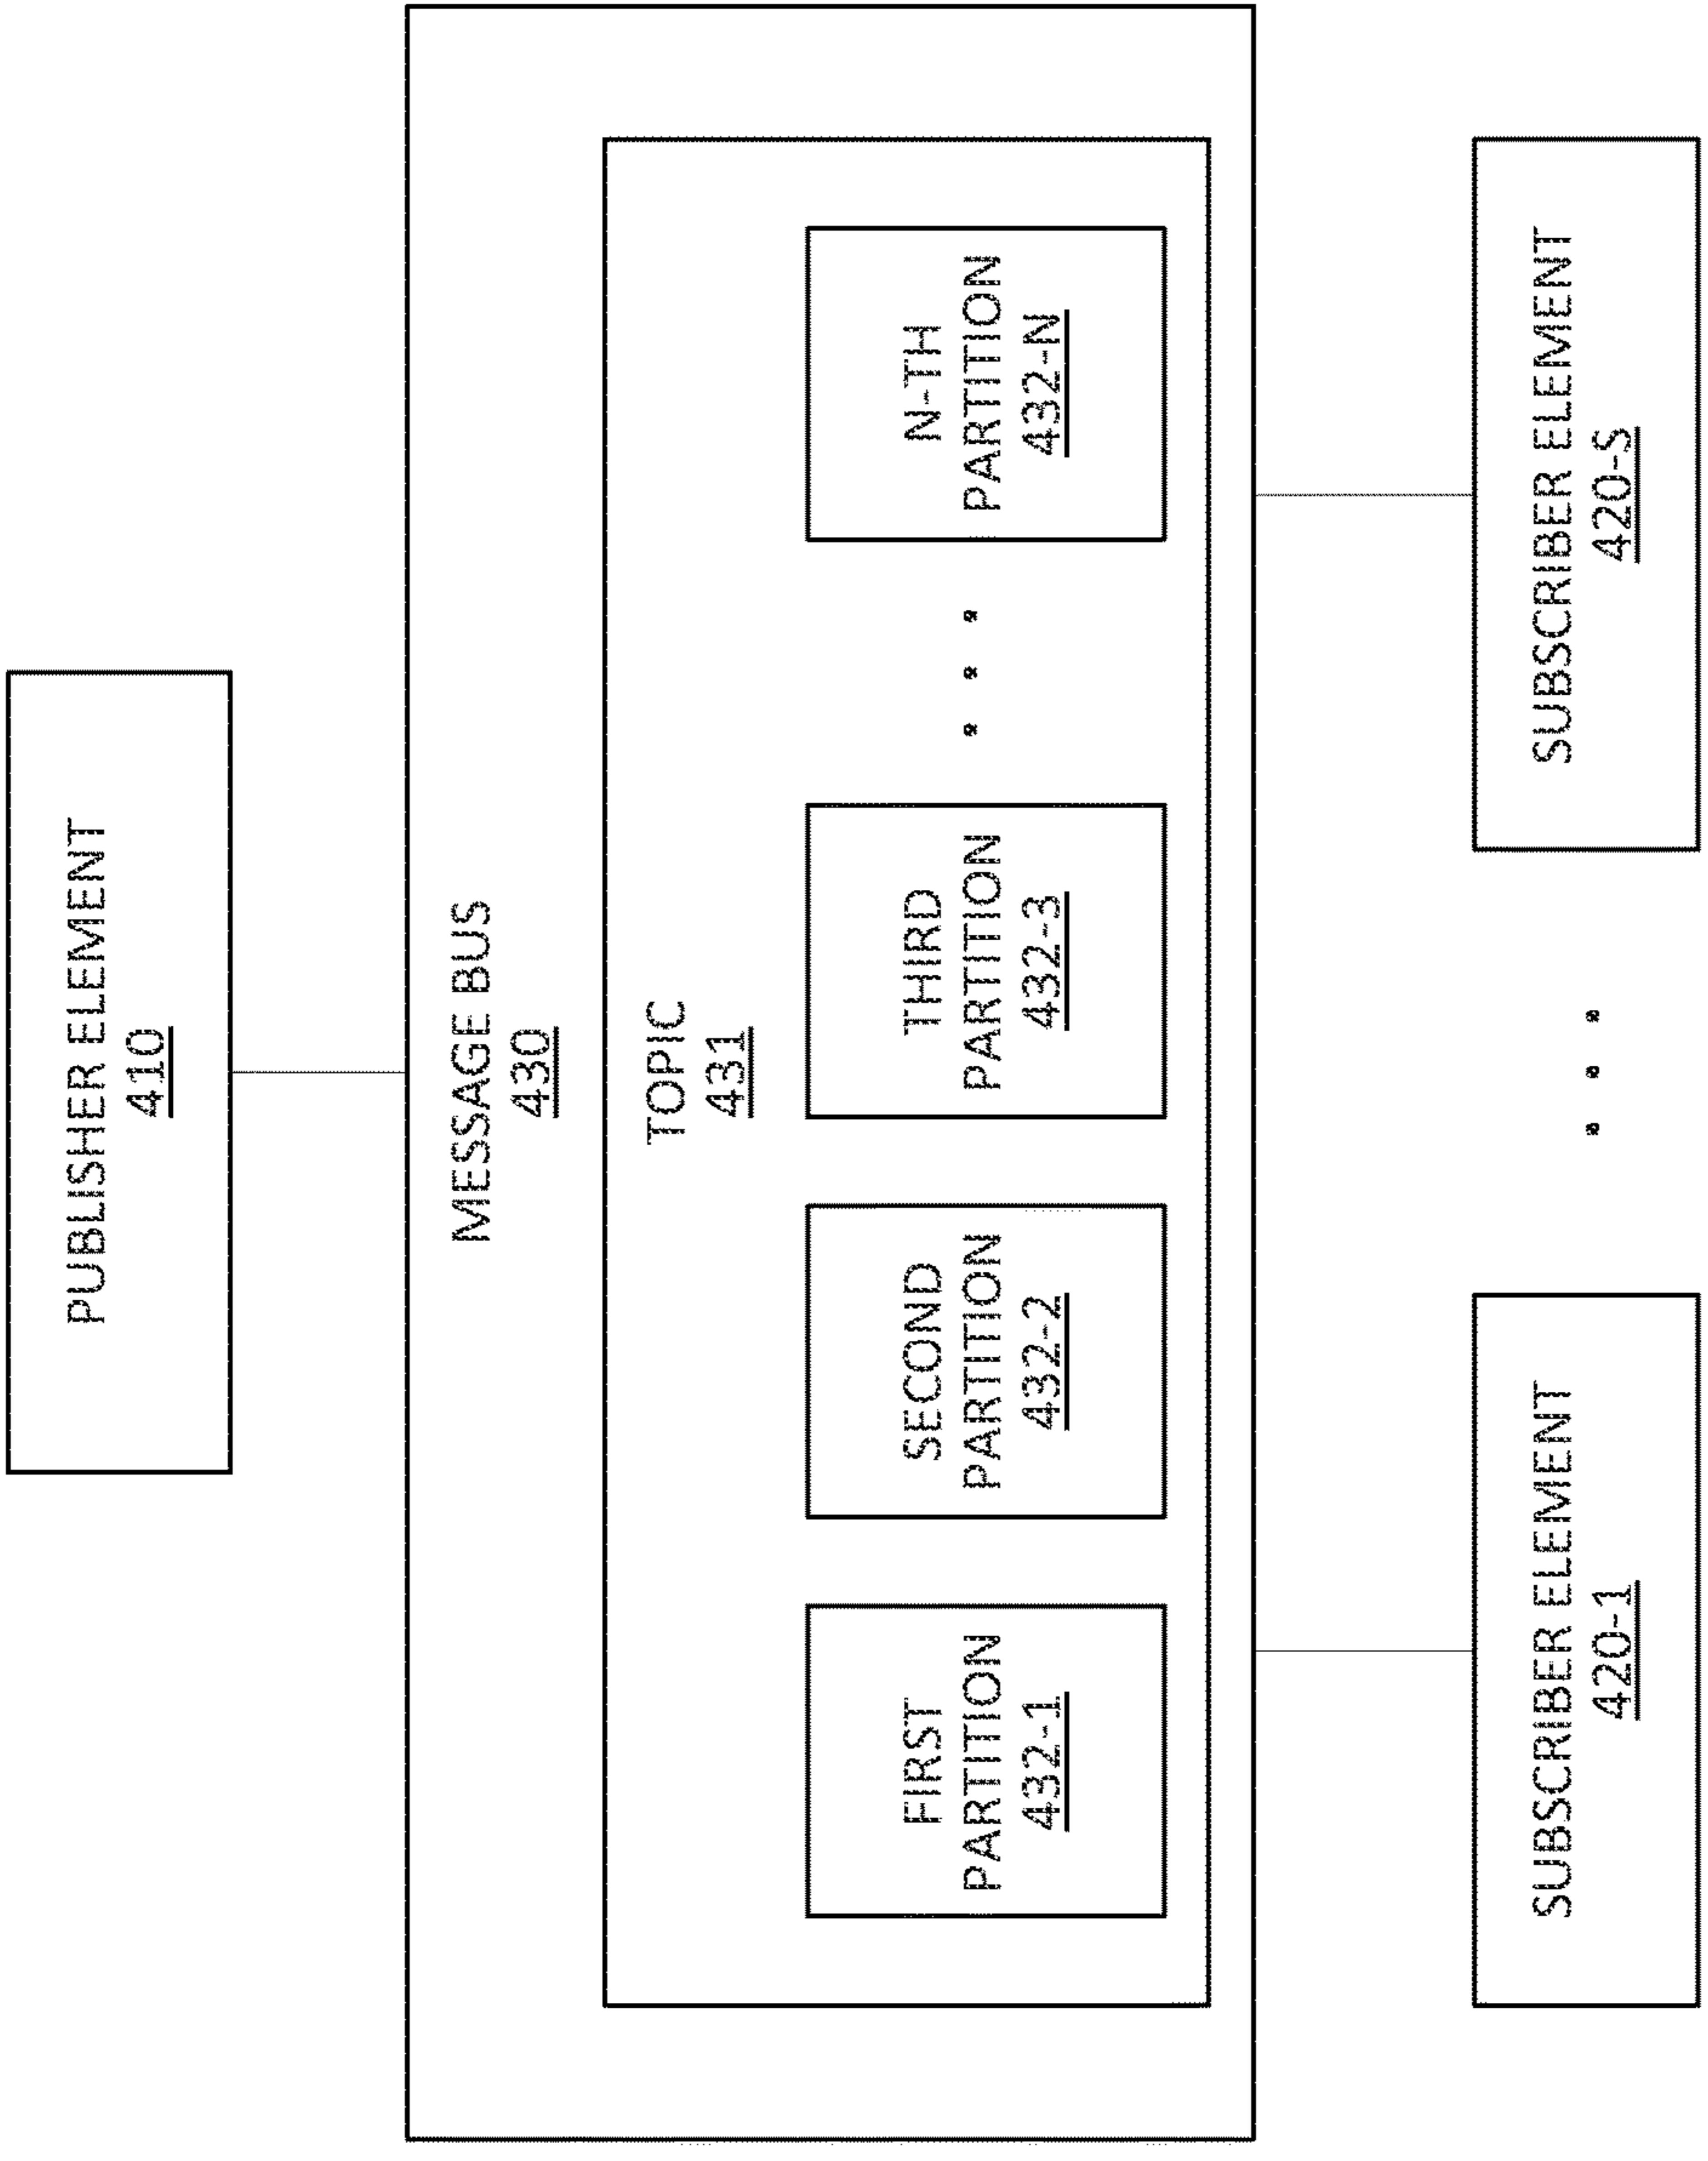 PUBLISHER ELEMENT
410
MESSAGE BUS
430
TOPIC
431
FIRST
PARTITION
432-1
SECOND
PARTITION
432-2
THIRD
PARTITION
432-3
N-TH
PARTITION
432-N
SUBSCRIBER ELEMENT
420-1
SUBSCRIBER ELEMENT
420-S